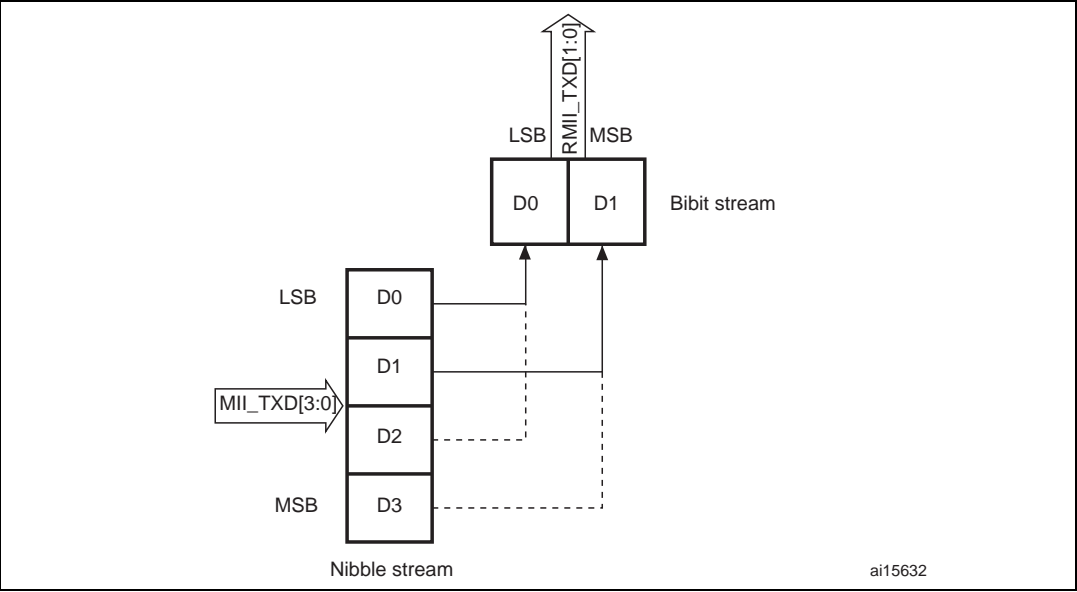 RMII_TXD[1:0]
LSB MSB
D0 D1 Bibit stream
LSB D0
D1
MII_TXD[3:0]
D2
MSB D3
Nibble stream
ai15632